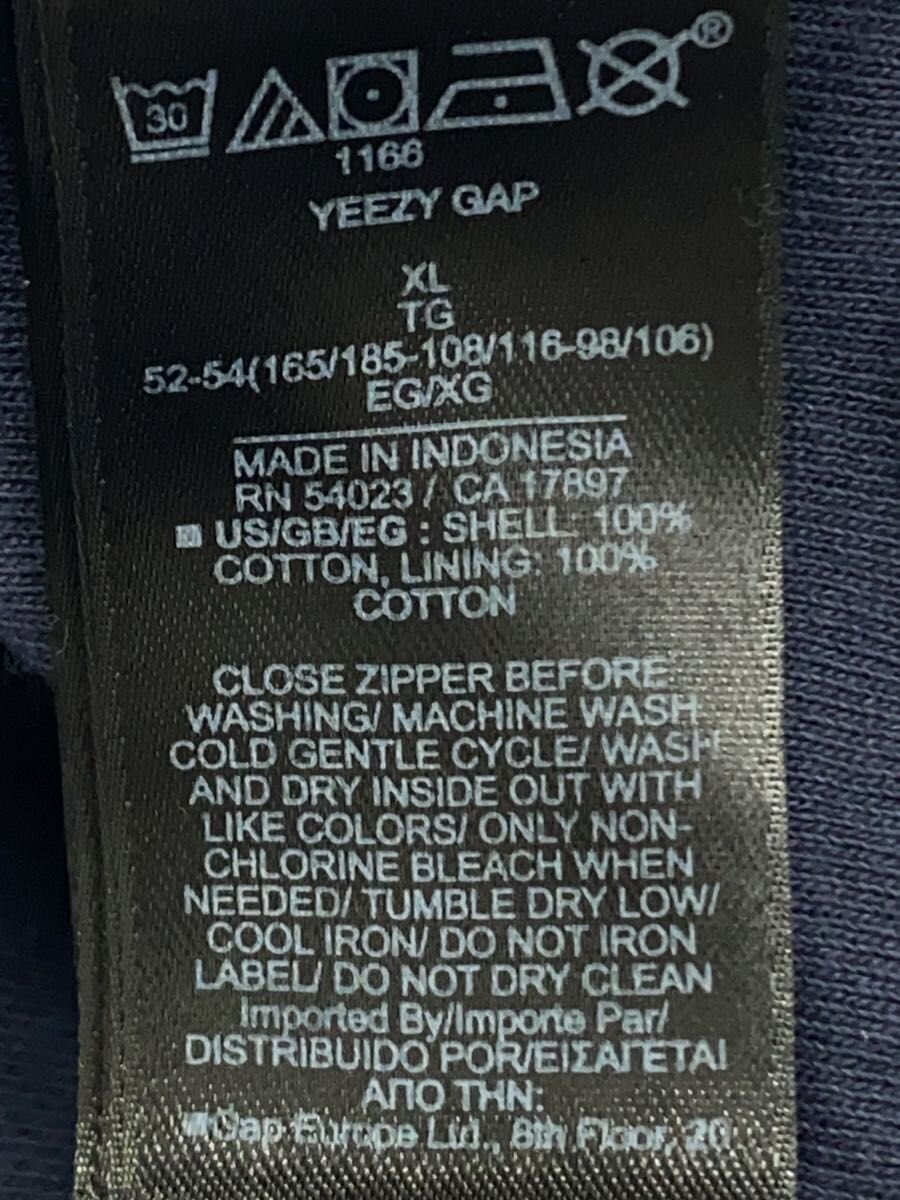 30
®
1166
YEEZY GAP
XL
TG
52-54(165/185-108/116-98/106)
EG/XG
MADE IN INDONESIA
RN 54023 / CA 17897
US/GB/EG : SHELL: 100%
COTTON, LINING: 100%
COTTON
CLOSE ZIPPER BEFORE
WASHING/ MACHINE WASH
COLD GENTLE CYCLE/ WASH
AND DRY INSIDE OUT WITH
LIKE COLORS/ ONLY NON-
CHLORINE BLEACH WHEN
NEEDED/ TUMBLE DRY LOW/
COOL IRON/ DO NOT IRON
LABEL/ DO NOT DRY CLEAN
Imported By/Importe Par/
DISTRIBUIDO POR/ΕΙΣΑΓΕΤΑΙ
ΑΠΟ ΤΗΝ:
Gap Europe Ltd., 8th Floor, 20